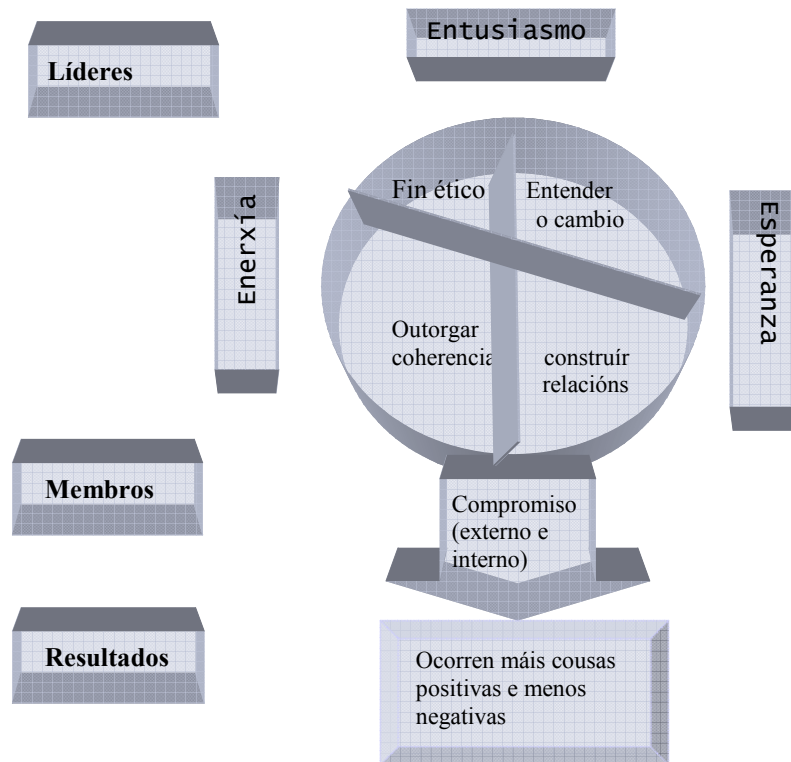 Entusiasmo
Líderes
Fin ético
Entender
o cambio
Enerxía
Esperanza
Outorgar
coherencia
construír
relacións
Membros
Compromiso
(externo e
interno)
Resultados
Ocorren máis cousas
positivas e menos
negativas